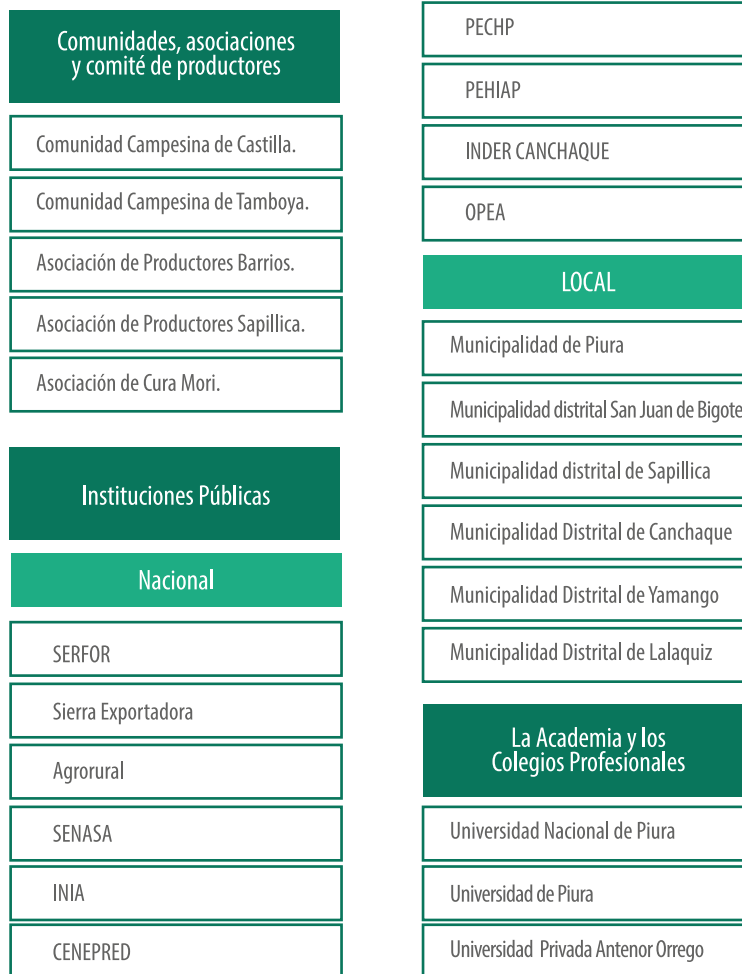 Comunidades, asociaciones
y comité de productores
Comunidad Campesina de Castilla.
Comunidad Campesina de Tamboya.
Asociación de Productores Barrios.
Asociación de Productores Sapillica.
Asociación de Cura Mori.
Instituciones Públicas
Nacional
SERFOR
Sierra Exportadora
Agrorural
SENASA
INIA
CENEPRED
PECHP
PEHIAP
INDER CANCHAQUE
OPEA
LOCAL
Municipalidad de Piura
Municipalidad distrital San Juan de Bigote
Municipalidad distrital de Sapillica
Municipalidad Distrital de Canchaque
Municipalidad Distrital de Yamango
Municipalidad Distrital de Lalaquiz
La Academia y los
Colegios Profesionales
Universidad Nacional de Piura
Universidad de Piura
Universidad Privada Antenor Orrego